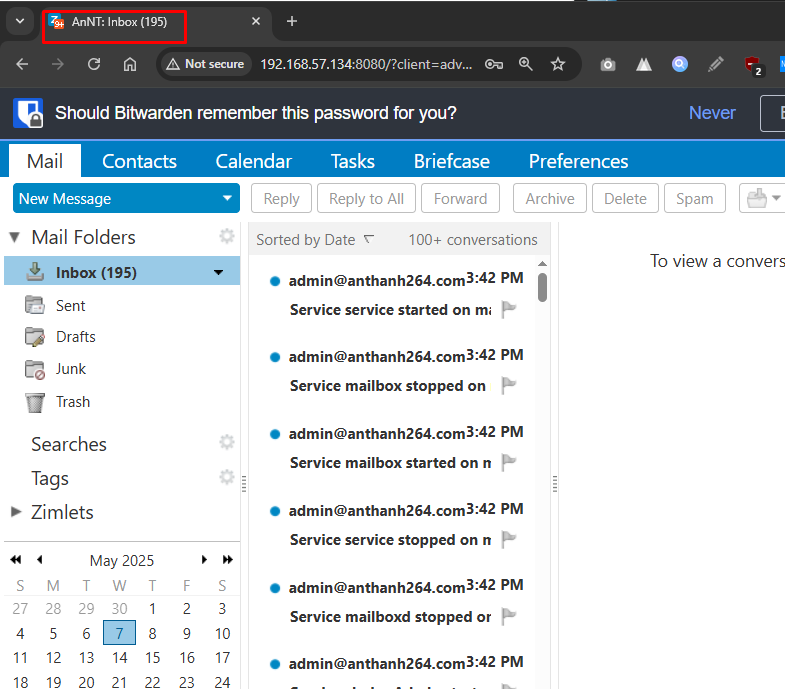 AnNT: Inbox (195)
Not secure 192.168.57.134:8080/?client=adv...
2
Should Bitwarden remember this password for you? Never
Mail Contacts Calendar Tasks Briefcase Preferences
New Message Reply Reply to All Forward Archive Delete Spam
Mail Folders
Inbox (195)
Sent
Drafts
Junk
Trash
Searches
Tags
Zimlets
May 2025
S M T W T F S
27 28 29 30 1 2 3
4 5 6 7 8 9 10
11 12 13 14 15 16 17
18 19 20 21 22 23 24
Sorted by Date 100+ conversations
admin@anthanh264.com 3:42 PM
Service service started on ma
admin@anthanh264.com 3:42 PM
Service mailbox stopped on
admin@anthanh264.com 3:42 PM
Service mailbox started on m
admin@anthanh264.com 3:42 PM
Service service stopped on m
admin@anthanh264.com 3:42 PM
Service mailboxd stopped or
admin@anthanh264.com 3:42 PM
To view a convers